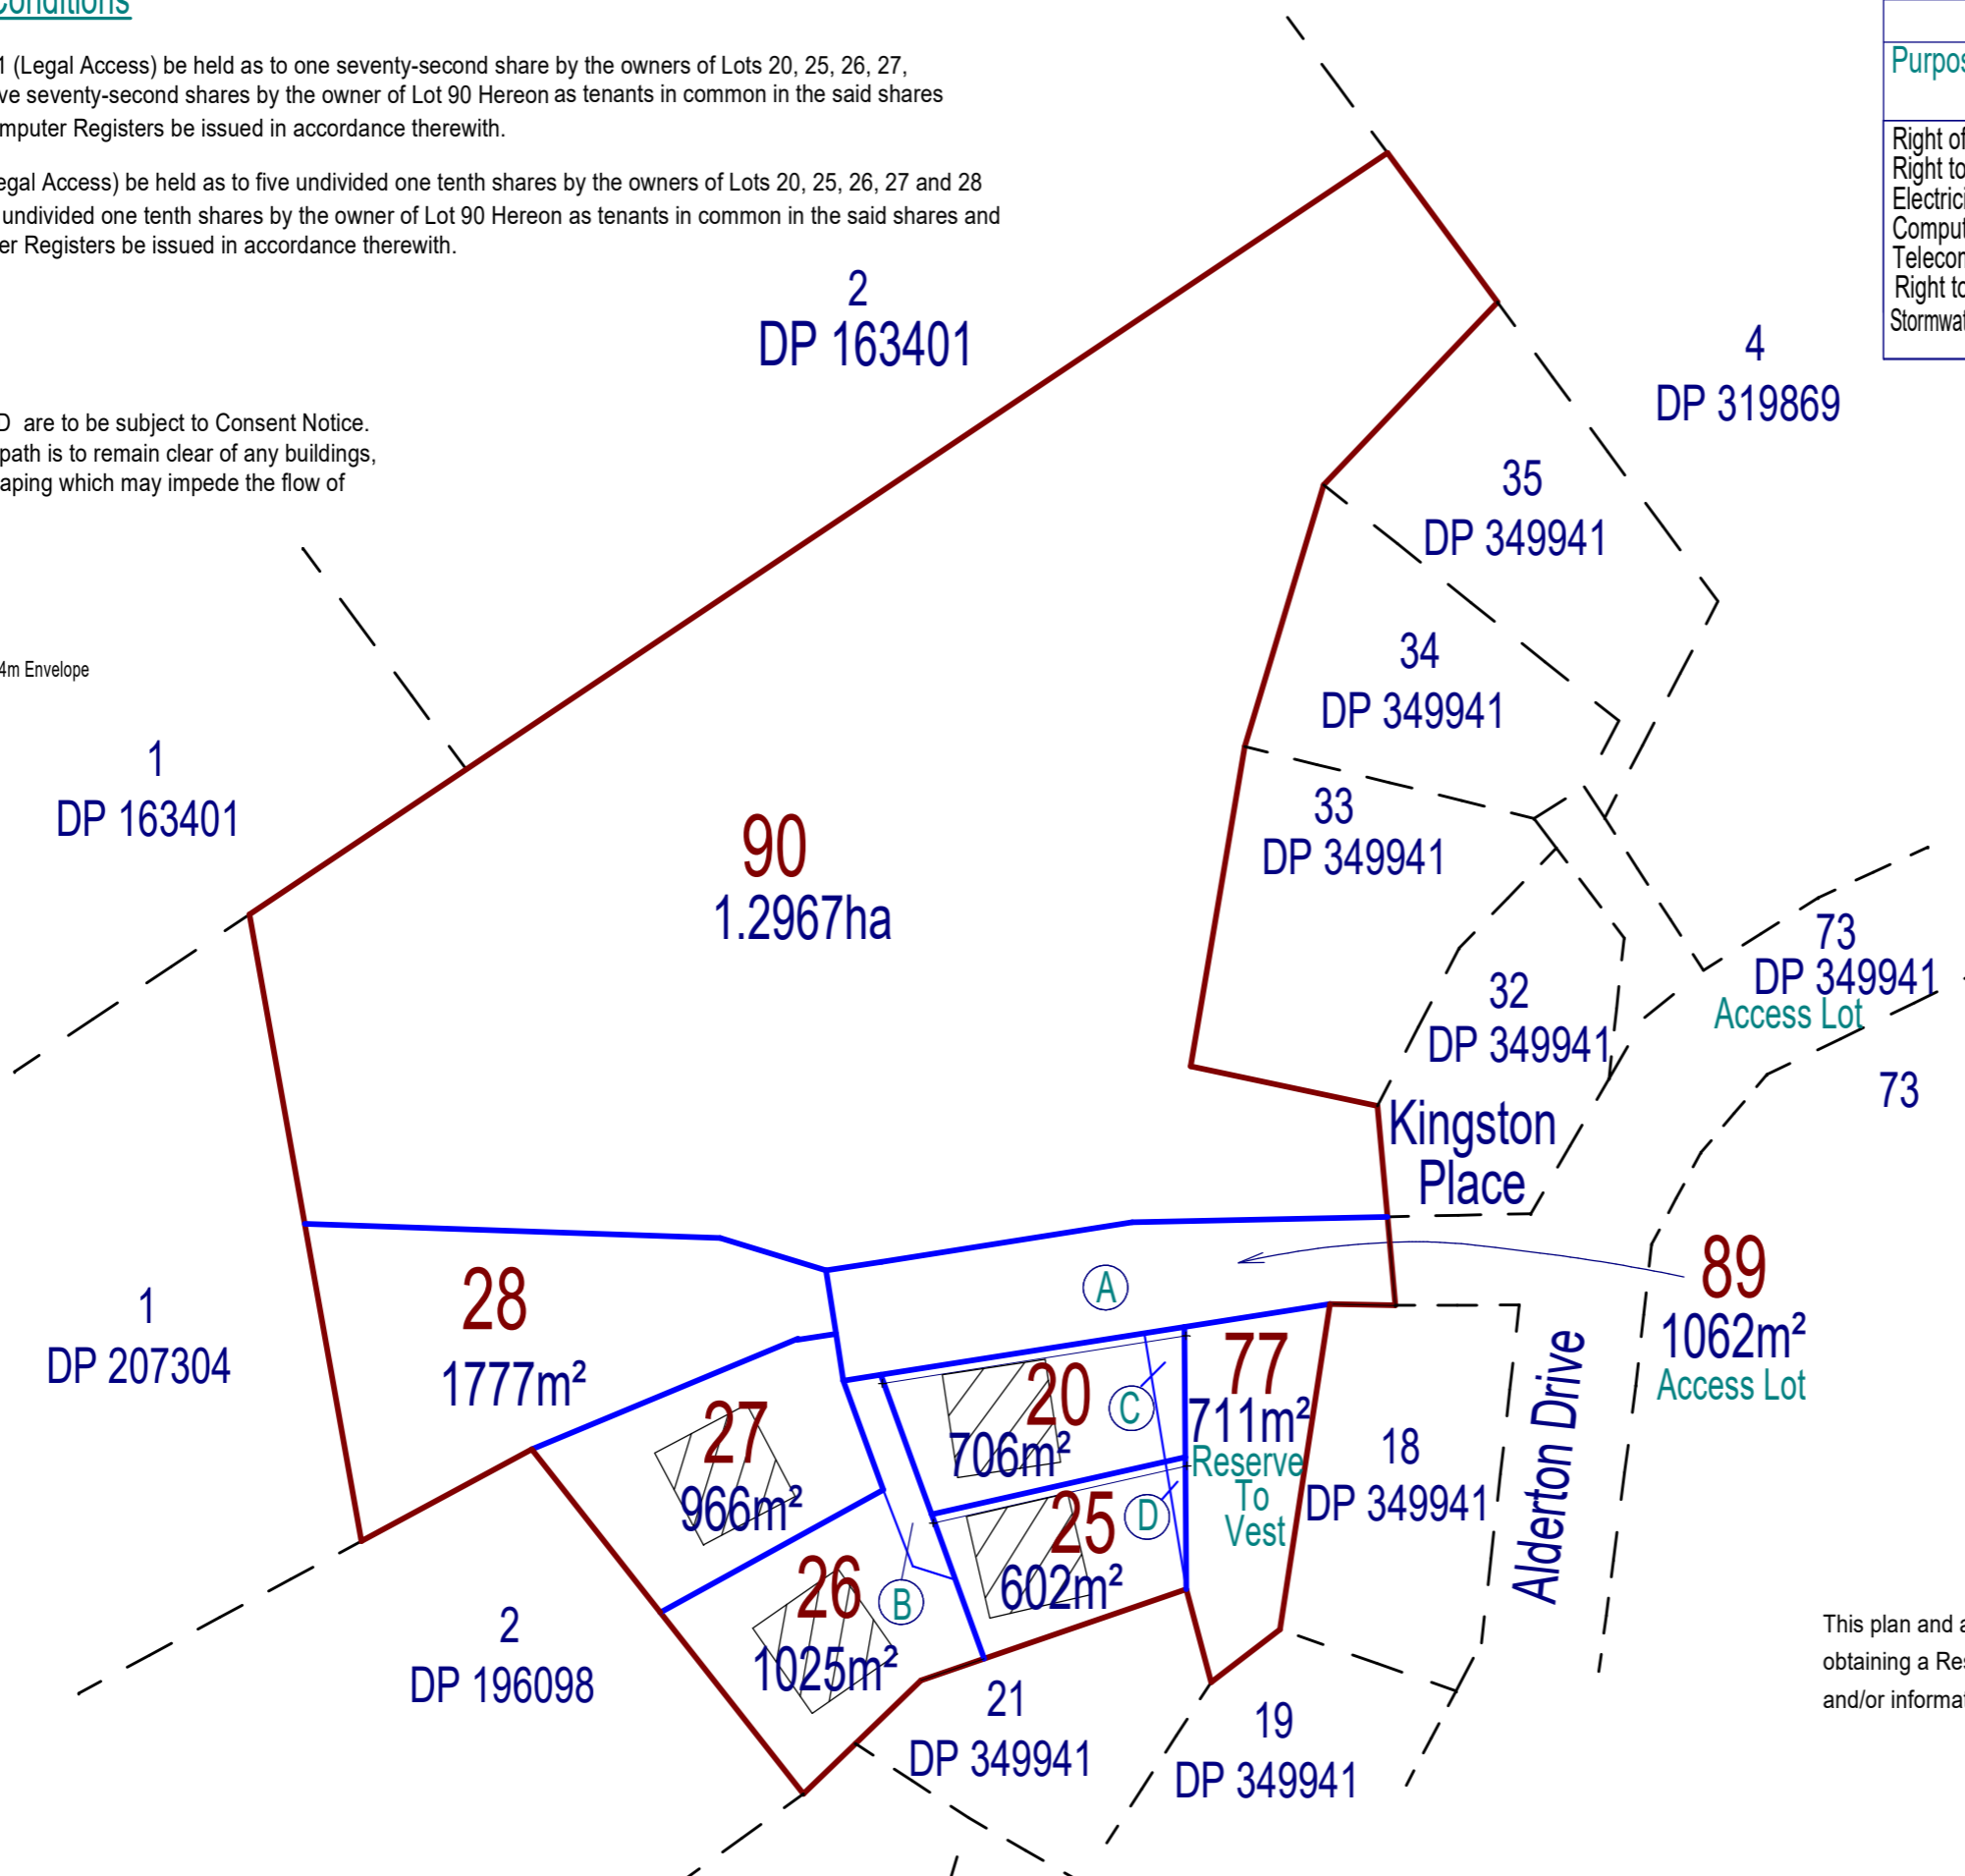 Conditions
1 (Legal Access) be held as to one seventy-second share by the owners of Lots 20, 25, 26, 27,
ve seventy-second shares by the owner of Lot 90 Hereon as tenants in common in the said shares
mputer Registers be issued in accordance therewith.
egal Access) be held as to five undivided one tenth shares by the owners of Lots 20, 25, 26, 27 and 28
undivided one tenth shares by the owner of Lot 90 Hereon as tenants in common in the said shares and
er Registers be issued in accordance therewith.
Purpos
Right of
Right to
Electrici
Comput
Telecom
Right to
Stormwat
2
DP 163401
4
DP 319869
D are to be subject to Consent Notice.
path is to remain clear of any buildings,
aping which may impede the flow of
35
DP 349941
4m Envelope
34
DP 349941
1
DP 163401
90
1.2967ha
33
DP 349941
73
DP 349941
Access Lot
32
DP 349941
73
Kingston
Place
89
1062m²
Access Lot
A
28
1777m²
1
DP 207304
27
966m²
20
706m²
C
77
711m²
Reserve
To
Vest
18
DP 349941
Alderton Drive
25
602m²
D
26
1025m²
B
2
DP 196098
21
DP 349941
19
DP 349941
This plan and a
obtaining a Res
and/or informat